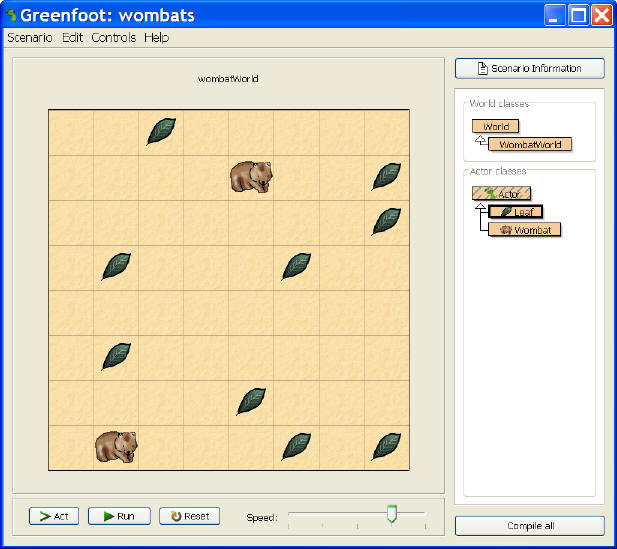 Greenfoot: wombats
Scenario Edit Controls Help
wombatWorld
Scenario Information
World classes
World
WombatWorld
Actor classes
Actor
Leaf
Wombat
Act Run Reset Speed:
Compile all